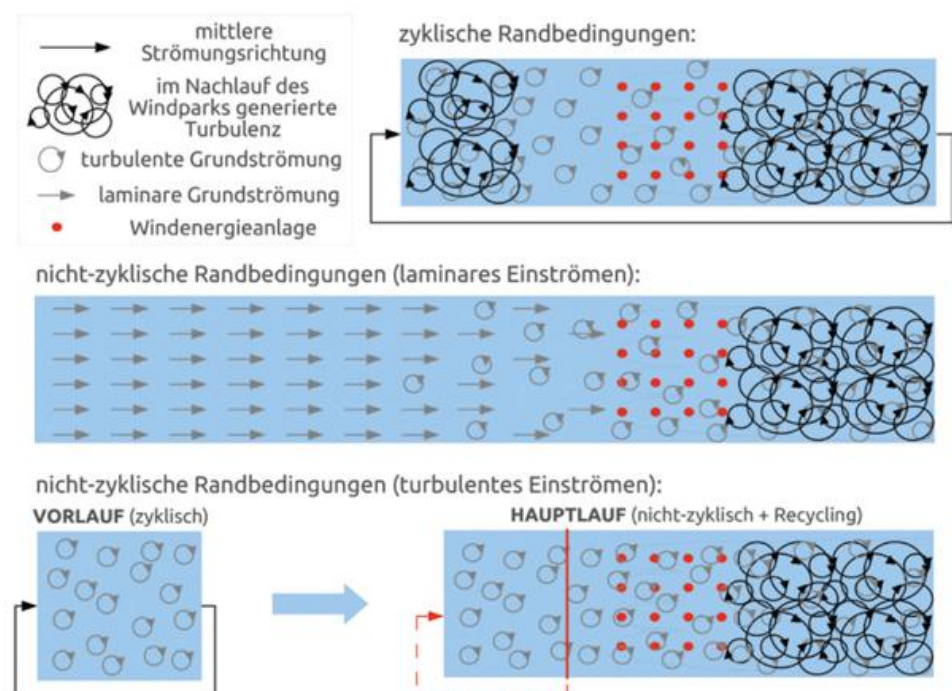 mittlere
Strömungsrichtung
im Nachlauf des
Windparks generierte
Turbulenz
turbulente Grundströmung
laminare Grundströmung
Windenergieanlage
zyklische Randbedingungen:
nicht-zyklische Randbedingungen (laminares Einströmen):
nicht-zyklische Randbedingungen (turbulentes Einströmen):
VORLAUF (zyklisch)
HAUPTLAUF (nicht-zyklisch + Recycling)